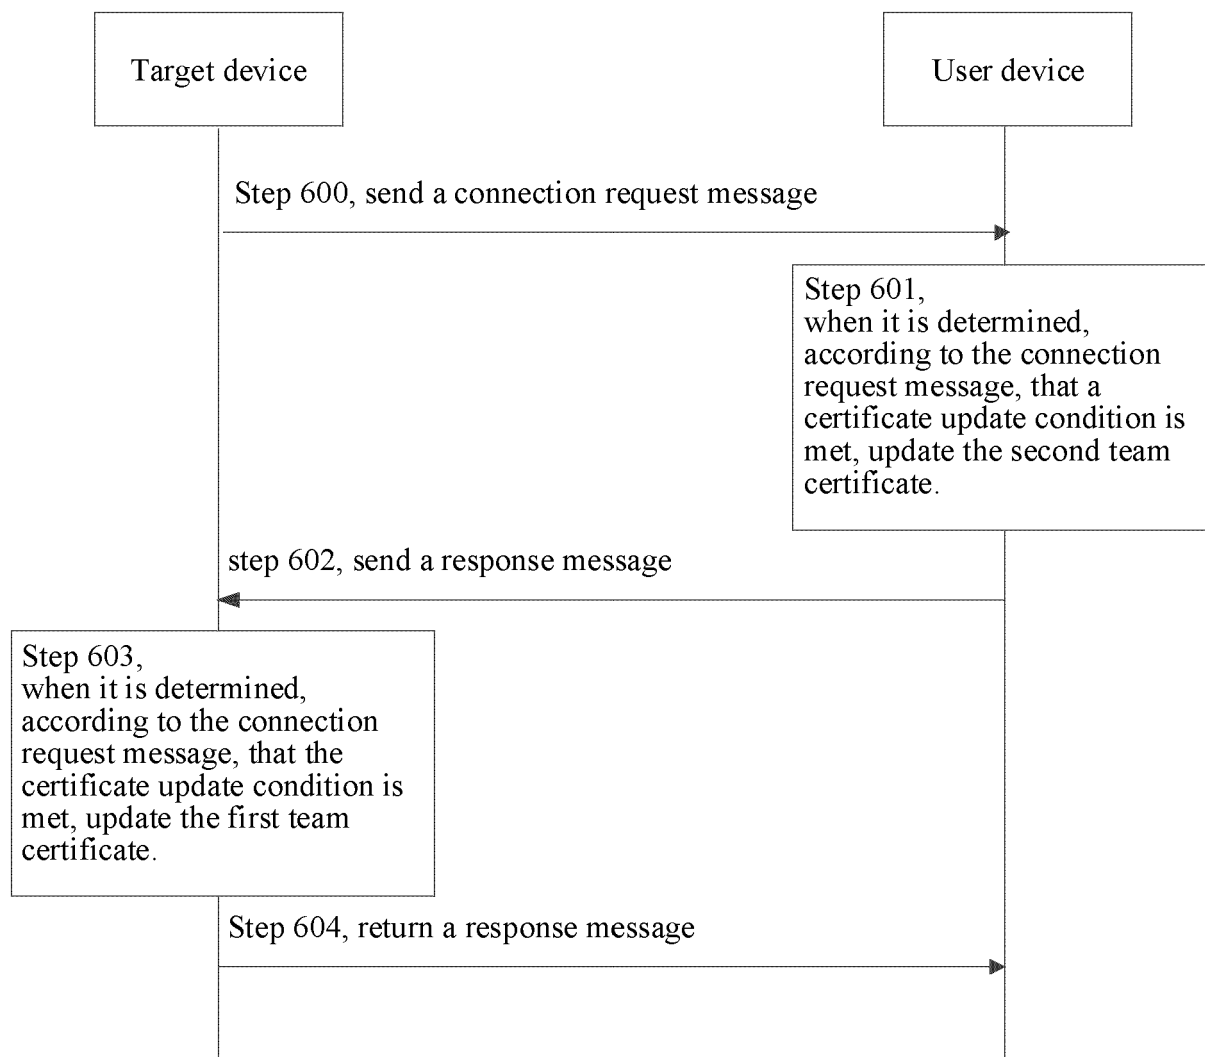 Target device
User device
Step 600, send a connection request message
Step 601,
when it is determined,
according to the connection
request message, that a
certificate update condition is
met, update the second team
certificate.
step 602, send a response message
Step 603,
when it is determined,
according to the connection
request message, that the
certificate update condition is
met, update the first team
certificate.
Step 604, return a response message